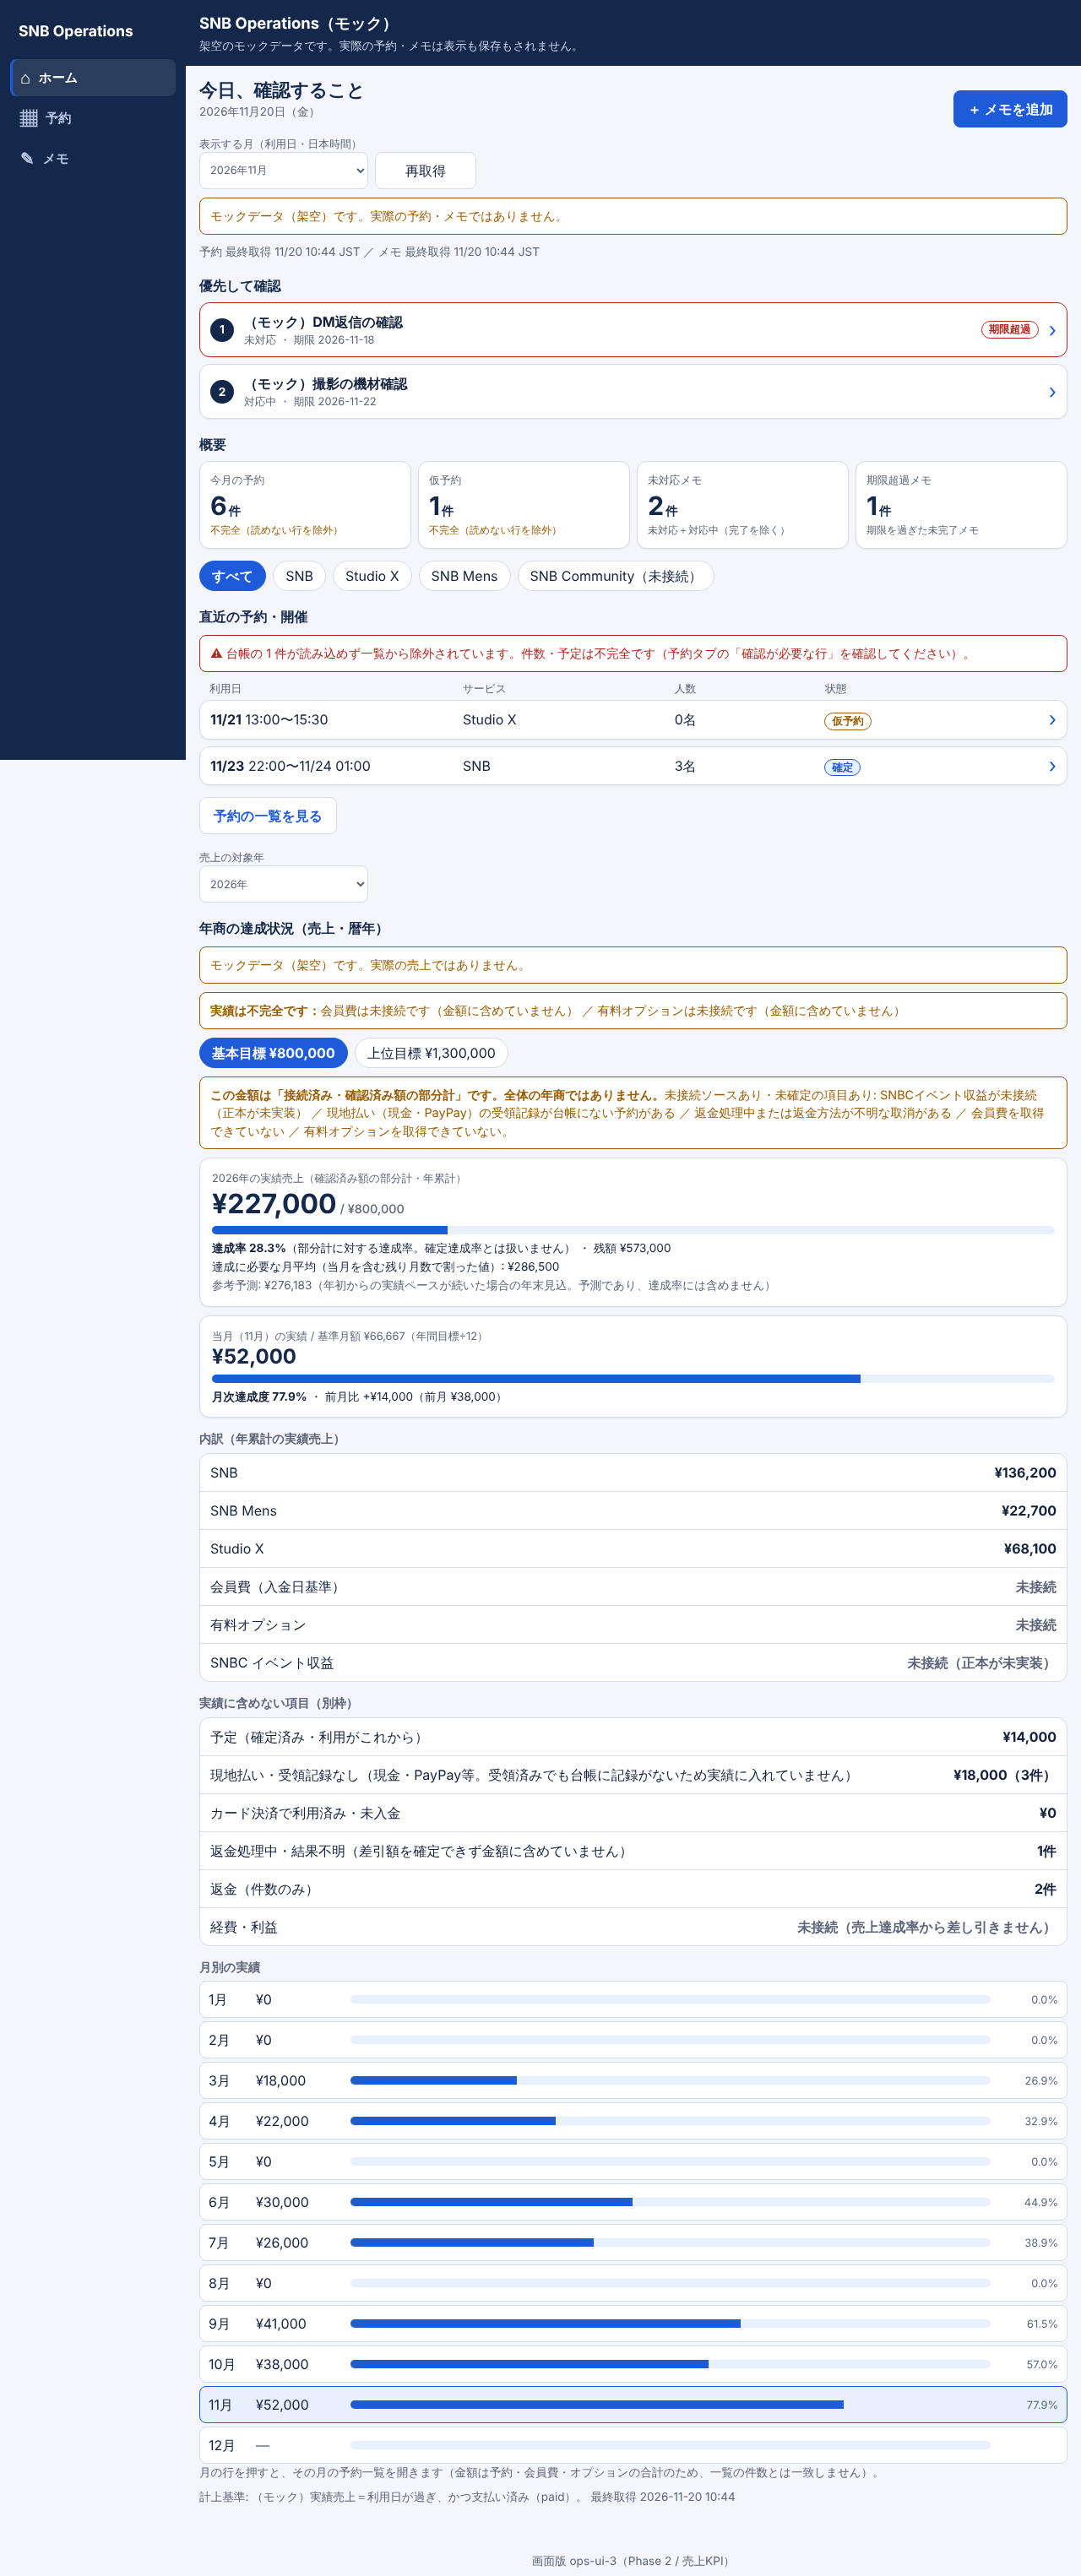 SNB Operations
ホーム
予約
メモ
SNB Operations（モック）
架空のモックデータです。実際の予約・メモは表示も保存もされません。
今日、確認すること
2026年11月20日（金）
＋ メモを追加
表示する月（利用日・日本時間）
2026年11月
再取得
モックデータ（架空）です。実際の予約・メモではありません。
予約 最終取得 11/20 10:44 JST ／ メモ 最終取得 11/20 10:44 JST
優先して確認
1
（モック）DM返信の確認
未対応 ・ 期限 2026-11-18
期限超過
2
（モック）撮影の機材確認
対応中 ・ 期限 2026-11-22
概要
今月の予約
6件
不完全（読めない行を除外）
仮予約
1件
不完全（読めない行を除外）
未対応メモ
2件
未対応＋対応中（完了を除く）
期限超過メモ
1件
期限を過ぎた未完了メモ
すべて
SNB
Studio X
SNB Mens
SNB Community（未接続）
直近の予約・開催
⚠ 台帳の 1 件が読み込めず一覧から除外されています。件数・予定は不完全です（予約タブの「確認が必要な行」を確認してください）。
利用日 サービス 人数 状態
11/21 13:00〜15:30 Studio X 0名 仮予約
11/23 22:00〜11/24 01:00 SNB 3名 確定
予約の一覧を見る
売上の対象年
2026年
年商の達成状況（売上・暦年）
モックデータ（架空）です。実際の売上ではありません。
実績は不完全です：会員費は未接続です（金額に含めていません） ／ 有料オプションは未接続です（金額に含めていません）
基本目標 ¥800,000
上位目標 ¥1,300,000
この金額は「接続済み・確認済み額の部分計」です。全体の年商ではありません。未接続ソースあり・未確定の項目あり: SNBCイベント収益が未接続
（正本が未実装） ／ 現地払い（現金・PayPay）の受領記録が台帳にない予約がある ／ 返金処理中または返金方法が不明な取消がある ／ 会員費を取得
できていない ／ 有料オプションを取得できていない。
2026年の実績売上（確認済み額の部分計・年累計）
¥227,000 / ¥800,000
達成率 28.3%（部分計に対する達成率。確定達成率とは扱いません） ・ 残額 ¥573,000
達成に必要な月平均（当月を含む残り月数で割った値）: ¥286,500
参考予測: ¥276,183（年初からの実績ペースが続いた場合の年末見込。予測であり、達成率には含めません）
当月（11月）の実績 / 基準月額 ¥66,667（年間目標÷12）
¥52,000
月次達成度 77.9% ・ 前月比 +¥14,000（前月 ¥38,000）
内訳（年累計の実績売上）
SNB ¥136,200
SNB Mens ¥22,700
Studio X ¥68,100
会員費（入金日基準） 未接続
有料オプション 未接続
SNBC イベント収益 未接続（正本が未実装）
実績に含めない項目（別枠）
予定（確定済み・利用がこれから） ¥14,000
現地払い・受領記録なし（現金・PayPay等。受領済みでも台帳に記録がないため実績に入れていません） ¥18,000（3件）
カード決済で利用済み・未入金 ¥0
返金処理中・結果不明（差引額を確定できず金額に含めていません） 1件
返金（件数のみ） 2件
経費・利益 未接続（売上達成率から差し引きません）
月別の実績
1月 ¥0 0.0%
2月 ¥0 0.0%
3月 ¥18,000 26.9%
4月 ¥22,000 32.9%
5月 ¥0 0.0%
6月 ¥30,000 44.9%
7月 ¥26,000 38.9%
8月 ¥0 0.0%
9月 ¥41,000 61.5%
10月 ¥38,000 57.0%
11月 ¥52,000 77.9%
12月 —
月の行を押すと、その月の予約一覧を開きます（金額は予約・会員費・オプションの合計のため、一覧の件数とは一致しません）。
計上基準: （モック）実績売上＝利用日が過ぎ、かつ支払い済み（paid）。 最終取得 2026-11-20 10:44
画面版 ops-ui-3（Phase 2 / 売上KPI）